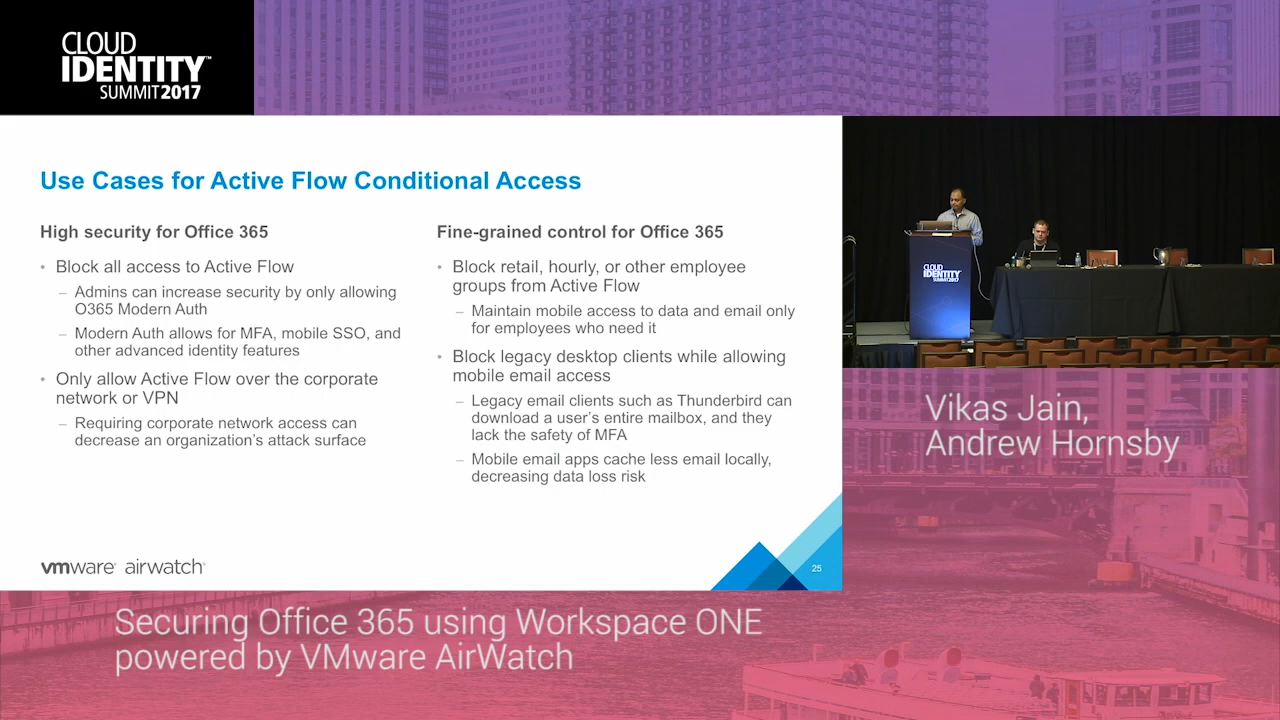 CLOUD
IDENTITY™
SUMMIT 2017
Use Cases for Active Flow Conditional Access
High security for Office 365
• Block all access to Active Flow
– Admins can increase security by only allowing
O365 Modern Auth
– Modern Auth allows for MFA, mobile SSO, and
other advanced identity features
• Only allow Active Flow over the corporate
network or VPN
– Requiring corporate network access can
decrease an organization's attack surface
Fine-grained control for Office 365
• Block retail, hourly, or other employee
groups from Active Flow
– Maintain mobile access to data and email only
for employees who need it
• Block legacy desktop clients while allowing
mobile email access
– Legacy email clients such as Thunderbird can
download a user's entire mailbox, and they
lack the safety of MFA
– Mobile email apps cache less email locally,
decreasing data loss risk
vmware airwatch
25
CLOUD
IDENTITY
SUMMIT 2017
Vikas Jain,
Andrew Hornsby
Securing Office 365 using Workspace ONE
powered by VMware AirWatch